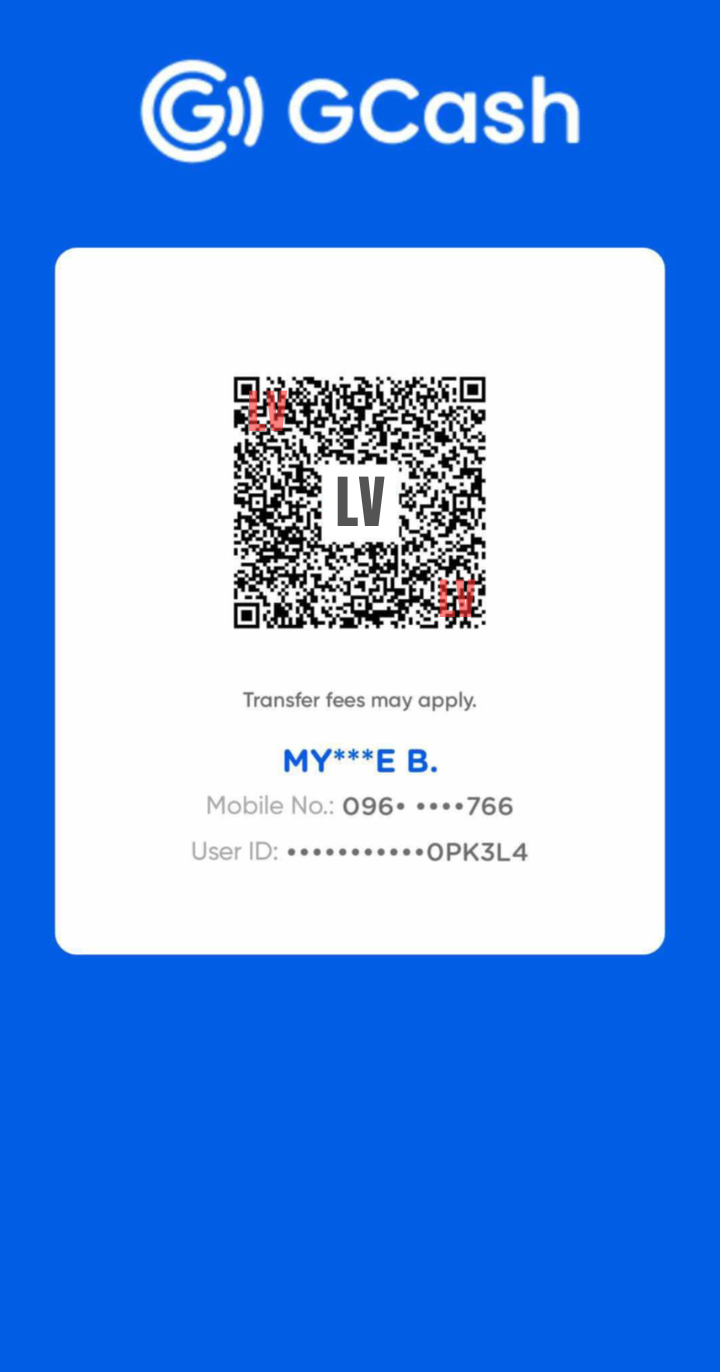 GCash
LV
LV
LV
Transfer fees may apply.
MY***E B.
Mobile No.: 096• ••••766
User ID: •••••••••••0PK3L4